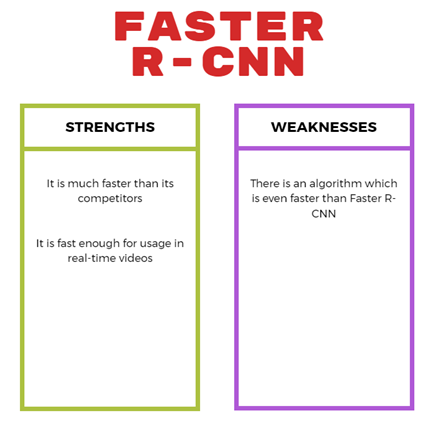 FASTER
R-CNN
STRENGTHS
It is much faster than its
competitors
It is fast enough for usage in
real-time videos
WEAKNESSES
There is an algorithm which
is even faster than Faster R-
CNN